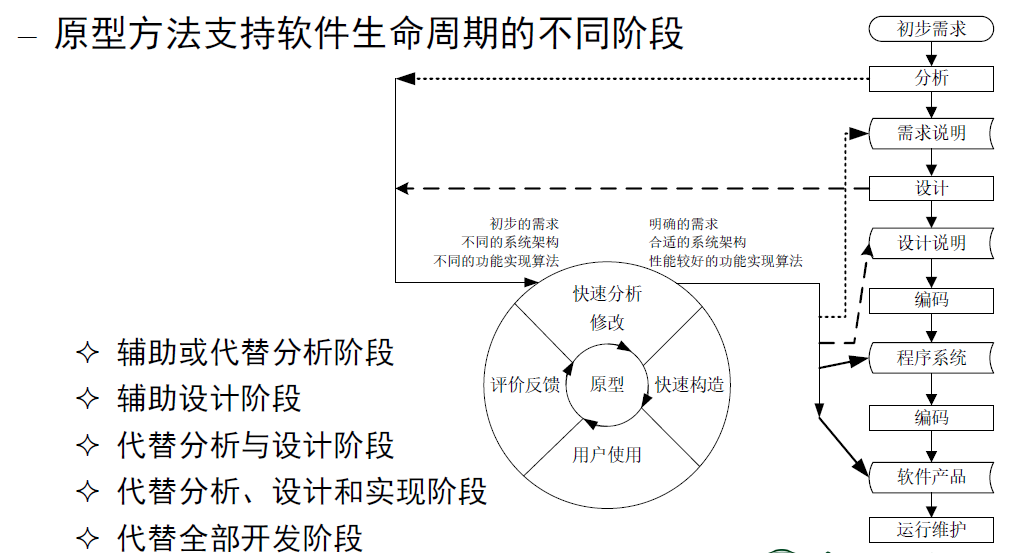 – 原型方法支持软件生命周期的不同阶段
初步需求
分析
需求说明
设计
设计说明
编码
程序系统
编码
软件产品
运行维护
初步的需求
不同的系统架构
不同的功能实现算法
明确的需求
合适的系统架构
性能较好的功能实现算法
快速分析
修改
评价反馈
原型
快速构造
用户使用
✧ 辅助或代替分析阶段
✧ 辅助设计阶段
✧ 代替分析与设计阶段
✧ 代替分析、设计和实现阶段
✧ 代替全部开发阶段